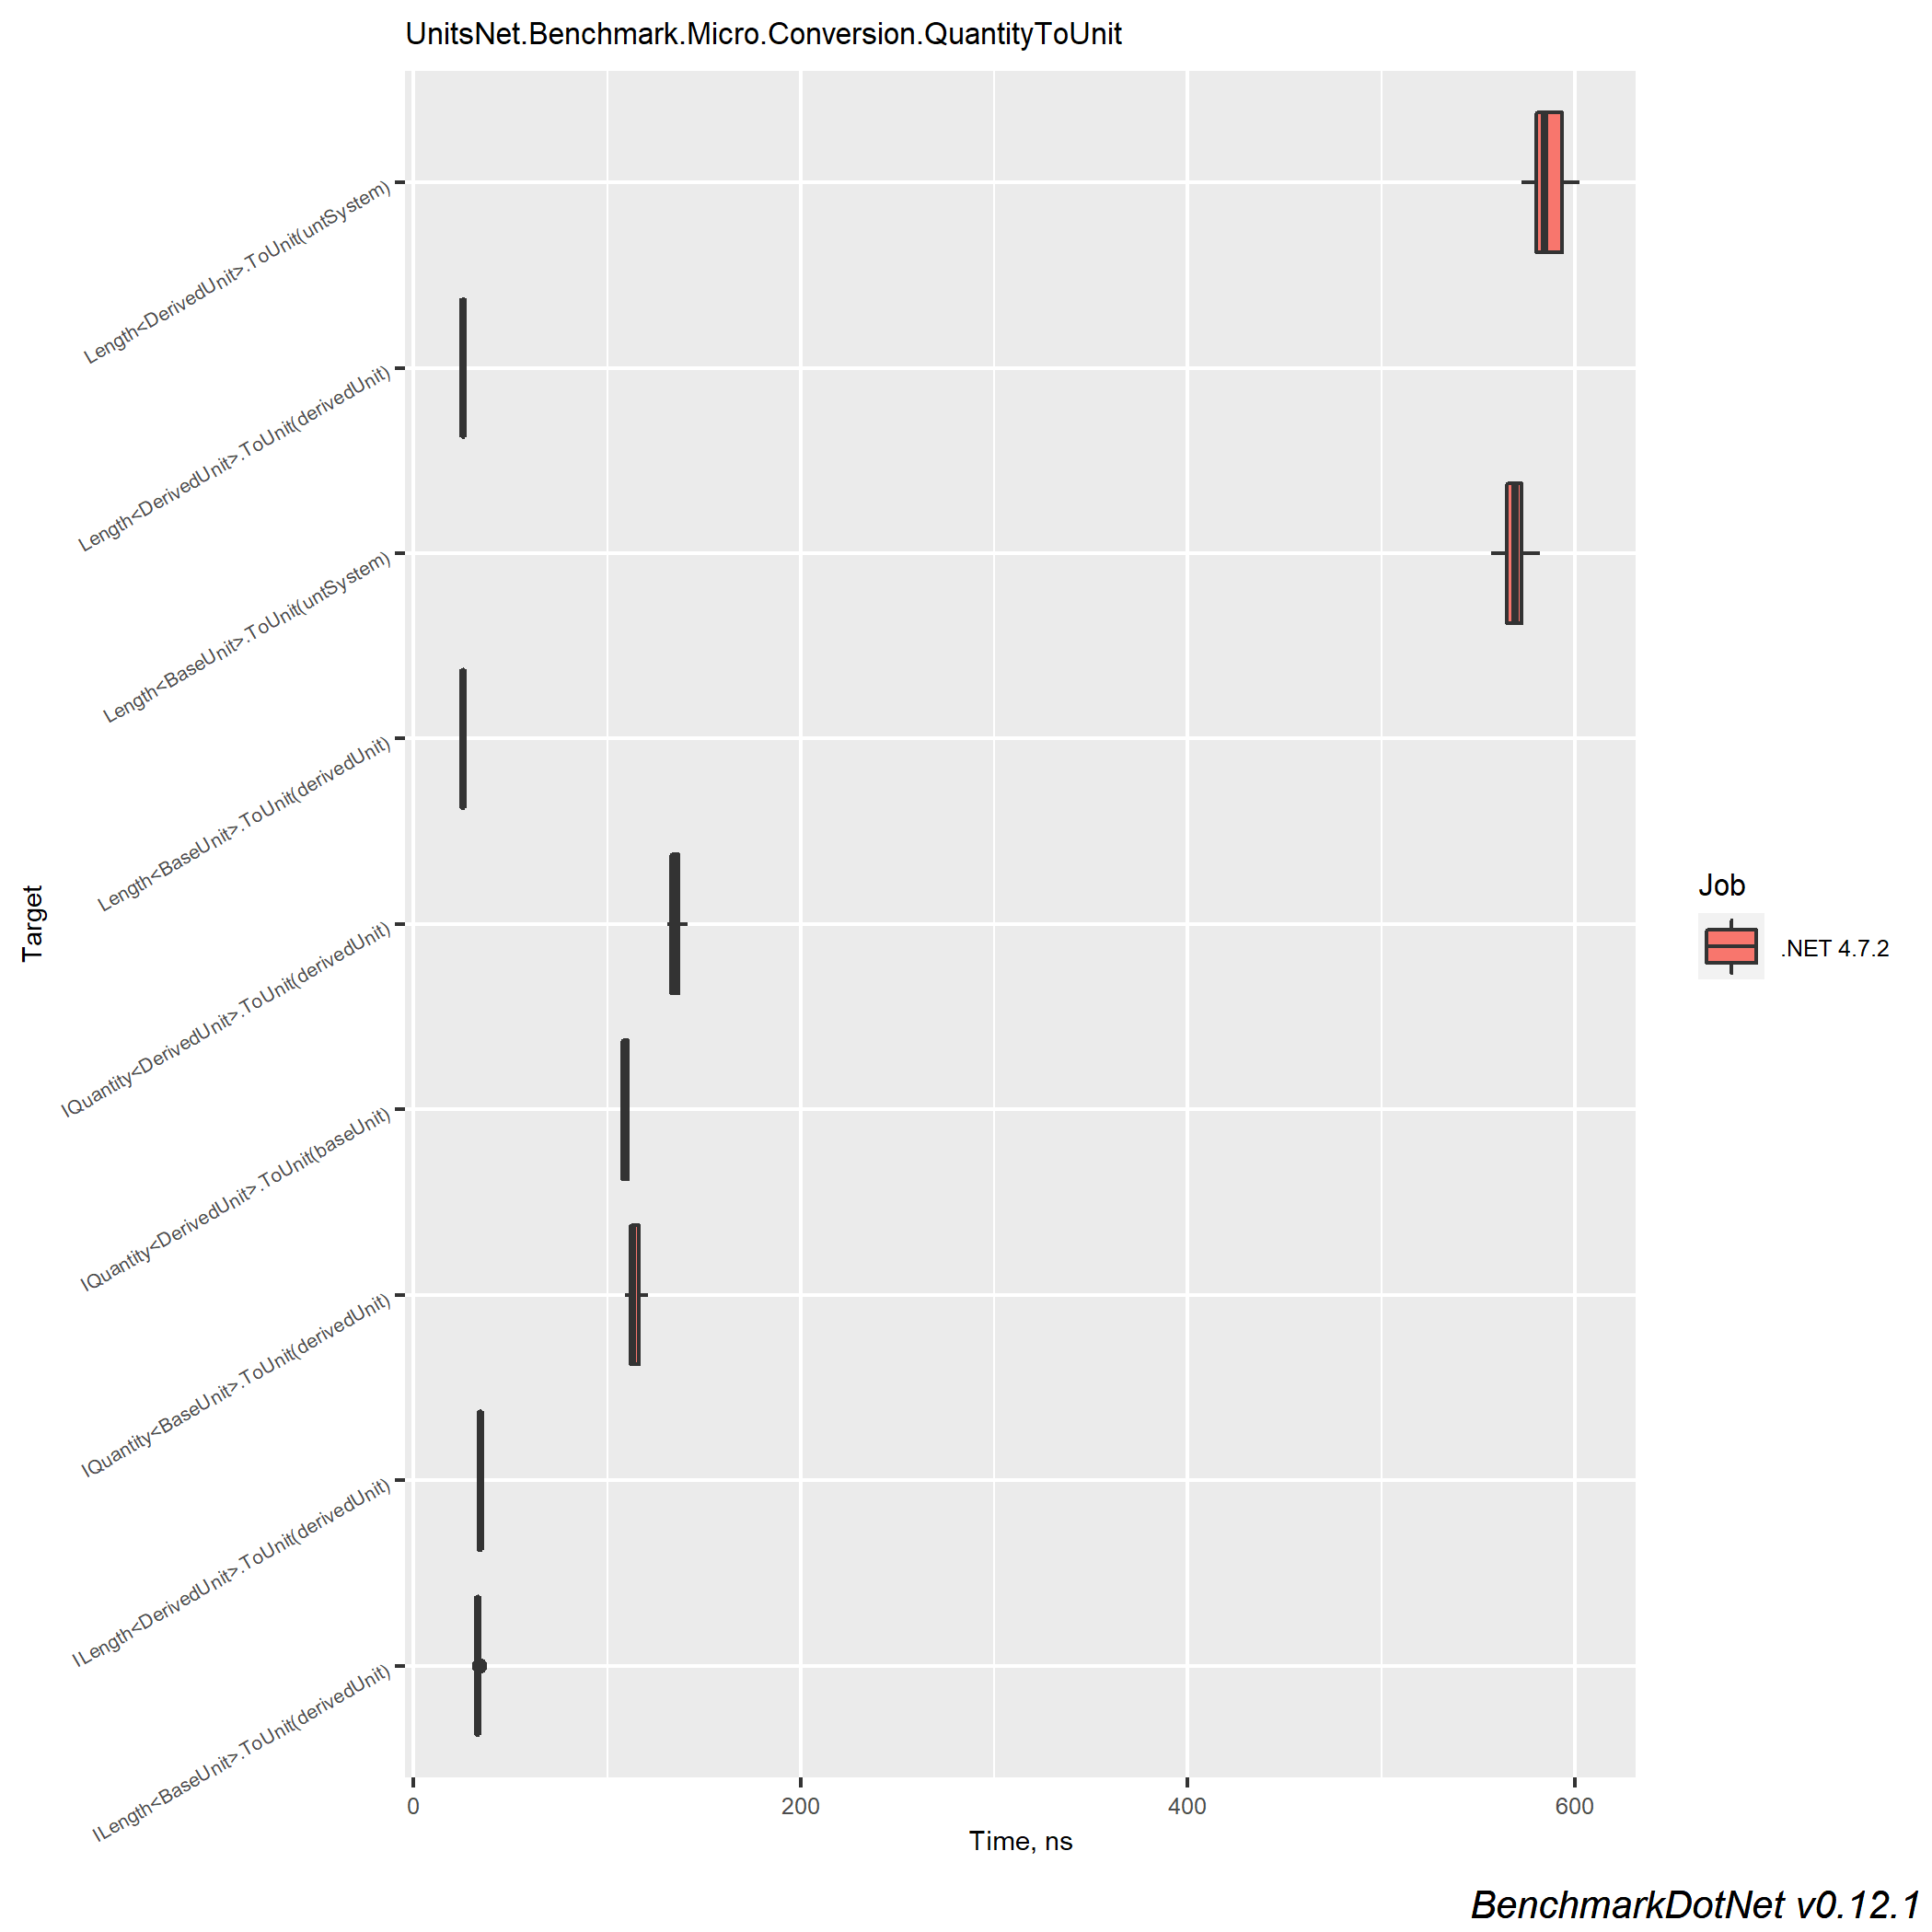 UnitsNet.Benchmark.Micro.Conversion.QuantityToUnit
Target
Length<DerivedUnit>.ToUnit(untSystem)
Length<DerivedUnit>.ToUnit(derivedUnit)
Length<BaseUnit>.ToUnit(untSystem)
Length<BaseUnit>.ToUnit(derivedUnit)
IQuantity<DerivedUnit>.ToUnit(derivedUnit)
IQuantity<DerivedUnit>.ToUnit(baseUnit)
IQuantity<BaseUnit>.ToUnit(derivedUnit)
ILength<DerivedUnit>.ToUnit(derivedUnit)
ILength<BaseUnit>.ToUnit(derivedUnit)
0 200 400 600
Time, ns
Job
.NET 4.7.2
BenchmarkDotNet v0.12.1